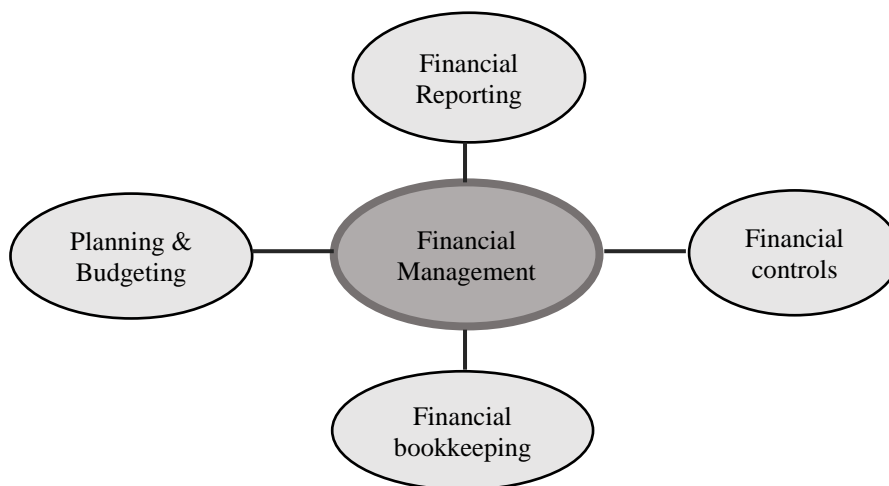 Financial
Reporting
Planning &
Budgeting
Financial
Management
Financial
controls
Financial
bookkeeping